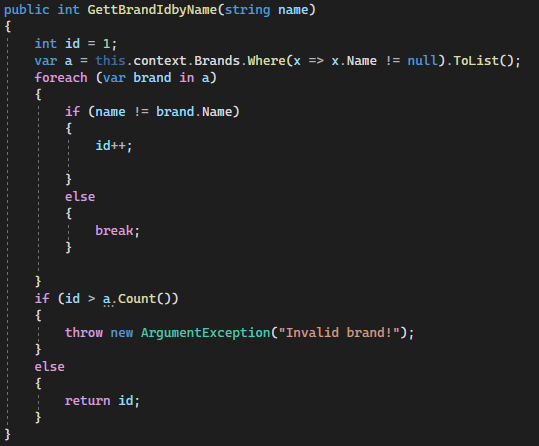 public int GettBrandIdbyName(string name)
{
    int id = 1;
    var a = this.context.Brands.Where(x => x.Name != null).ToList();
    foreach (var brand in a)
    {
        if (name != brand.Name)
        {
            id++;

        }
        else
        {
            break;
        }

    }
    if (id > a.Count())
    {
        throw new ArgumentException("Invalid brand!");
    }
    else
    {
        return id;
    }
}